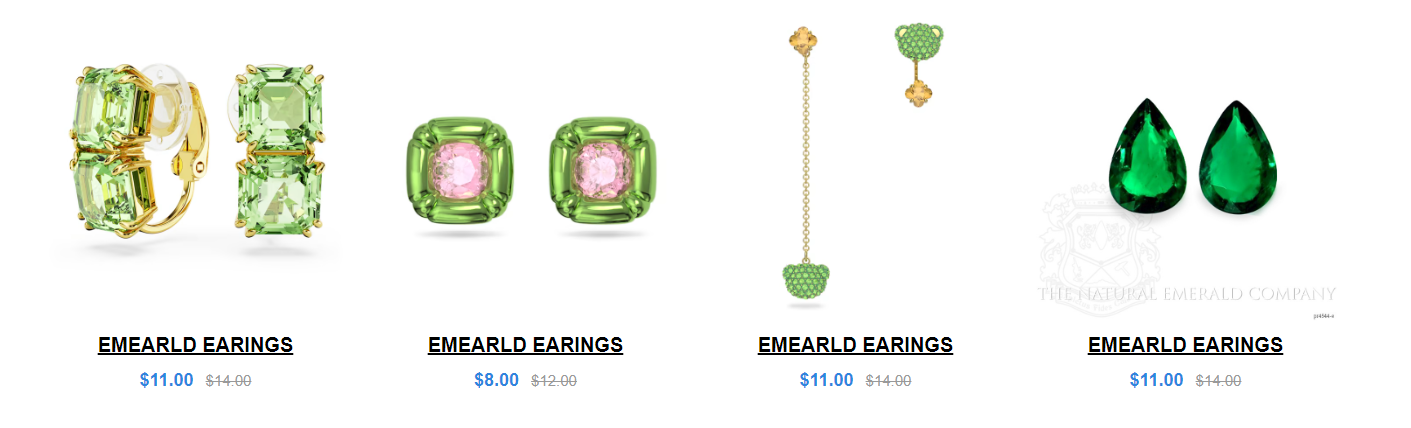 THE NATURAL EMERALD COMPANY
EMEARLD EARINGS
$11.00 $14.00
EMEARLD EARINGS
$8.00 $12.00
EMEARLD EARINGS
$11.00 $14.00
EMEARLD EARINGS
$11.00 $14.00